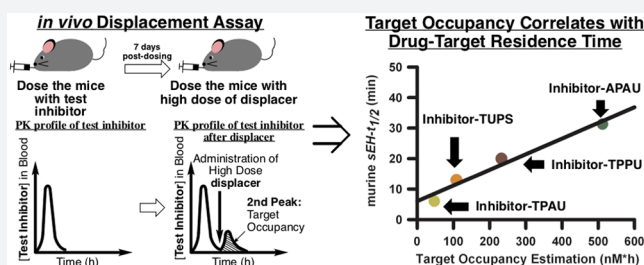 in vivo Displacement Assay
7 days
post-dosing
Dose the mice
with test
inhibitor
Dose the mice with
high dose of displacer
PK profile of test inhibitor
PK profile of test inhibitor
after displacer
[Test Inhibitor] in Blood
Time (h)
[Test Inhibitor] in Blood
Administration of
High Dose
displacer
2nd Peak:
Target
Occupancy
Time (h)
Target Occupancy Correlates with
Drug-Target Residence Time
murine sEH-t1/2 (min)
50
40
30
20
10
0
Inhibitor-APAU
Inhibitor-TUPS
Inhibitor-TPPU
Inhibitor-TPAU
0 100 200 300 400 500 600
Target Occupancy Estimation (nM*h)